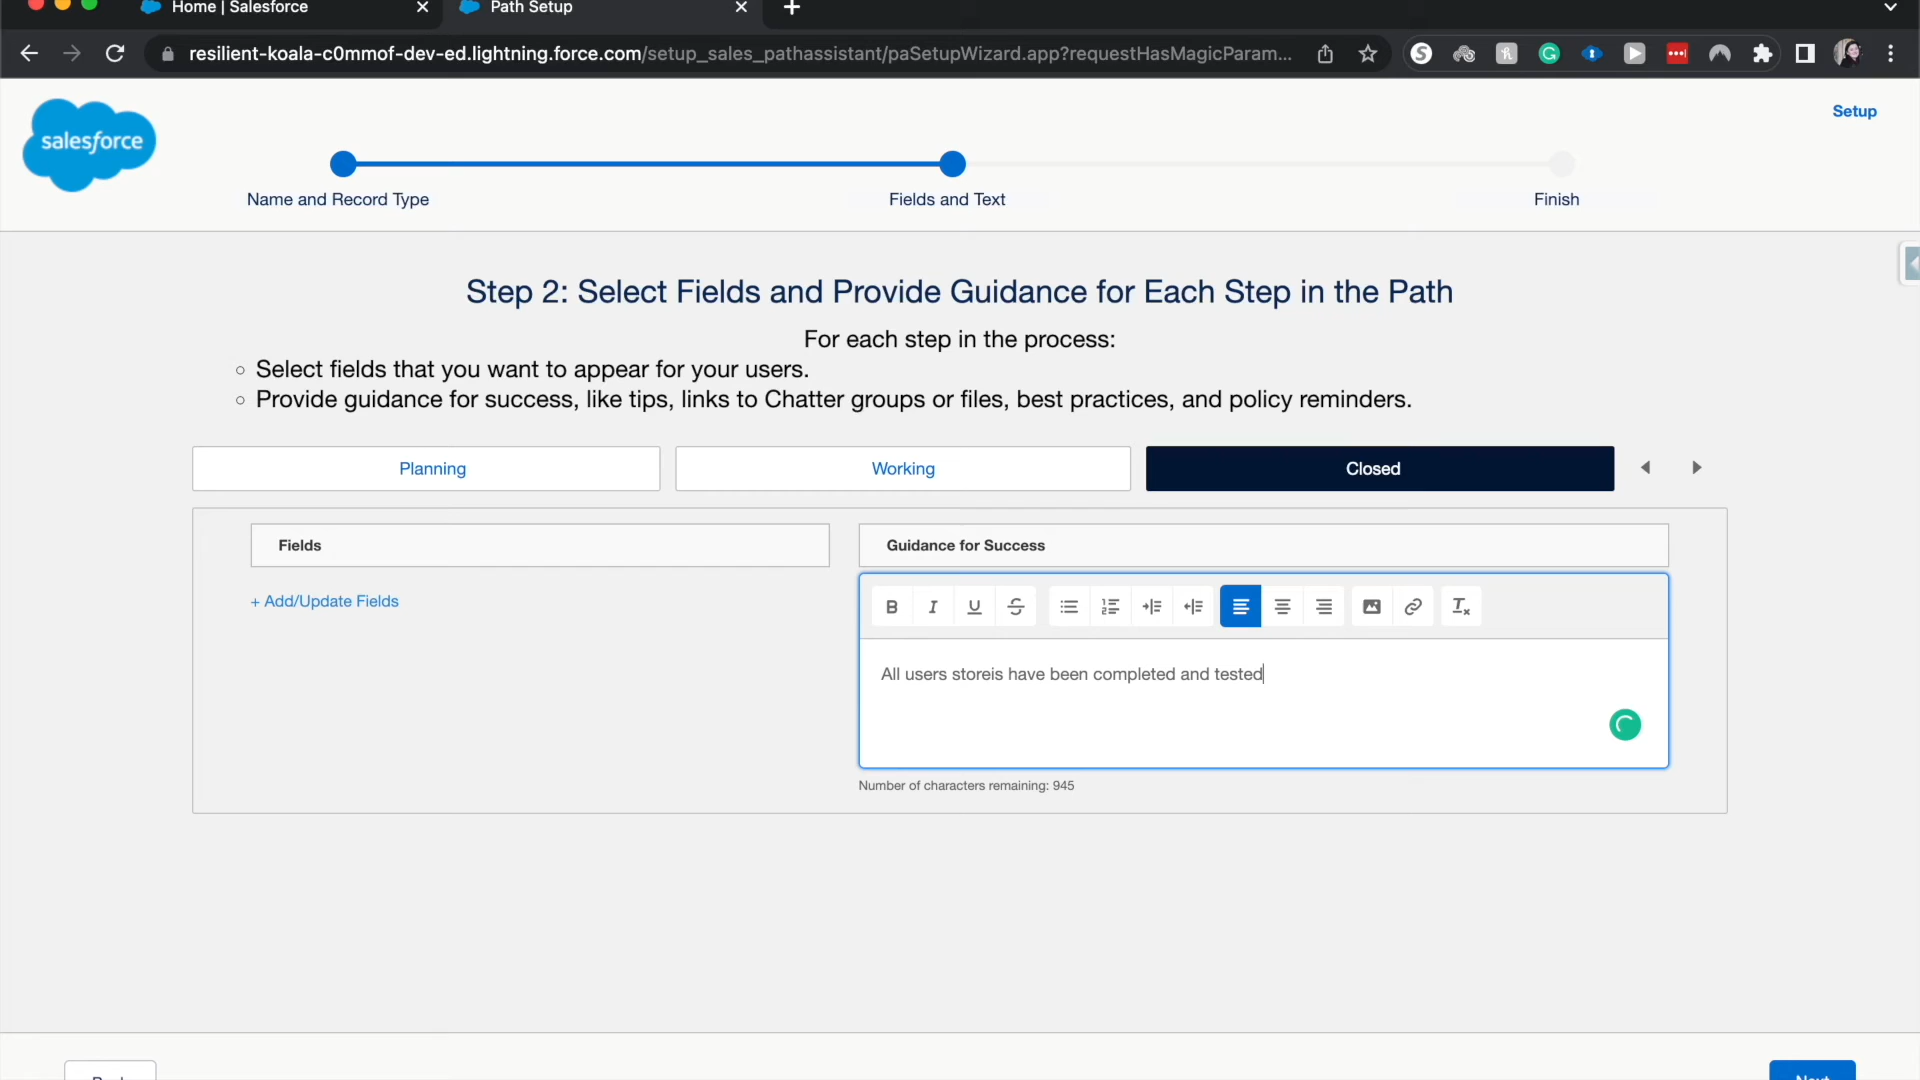 Home | Salesforce
Path Setup
resilient-koala-c0mmof-dev-ed.lightning.force.com/setup_sales_pathassistant/paSetupWizard.app?requestHasMagicParam...
salesforce
Setup
Name and Record Type
Fields and Text
Finish
Step 2: Select Fields and Provide Guidance for Each Step in the Path
For each step in the process:
Select fields that you want to appear for your users.
Provide guidance for success, like tips, links to Chatter groups or files, best practices, and policy reminders.
Planning
Working
Closed
Fields
Guidance for Success
+ Add/Update Fields
All users storeis have been completed and tested
Number of characters remaining: 945